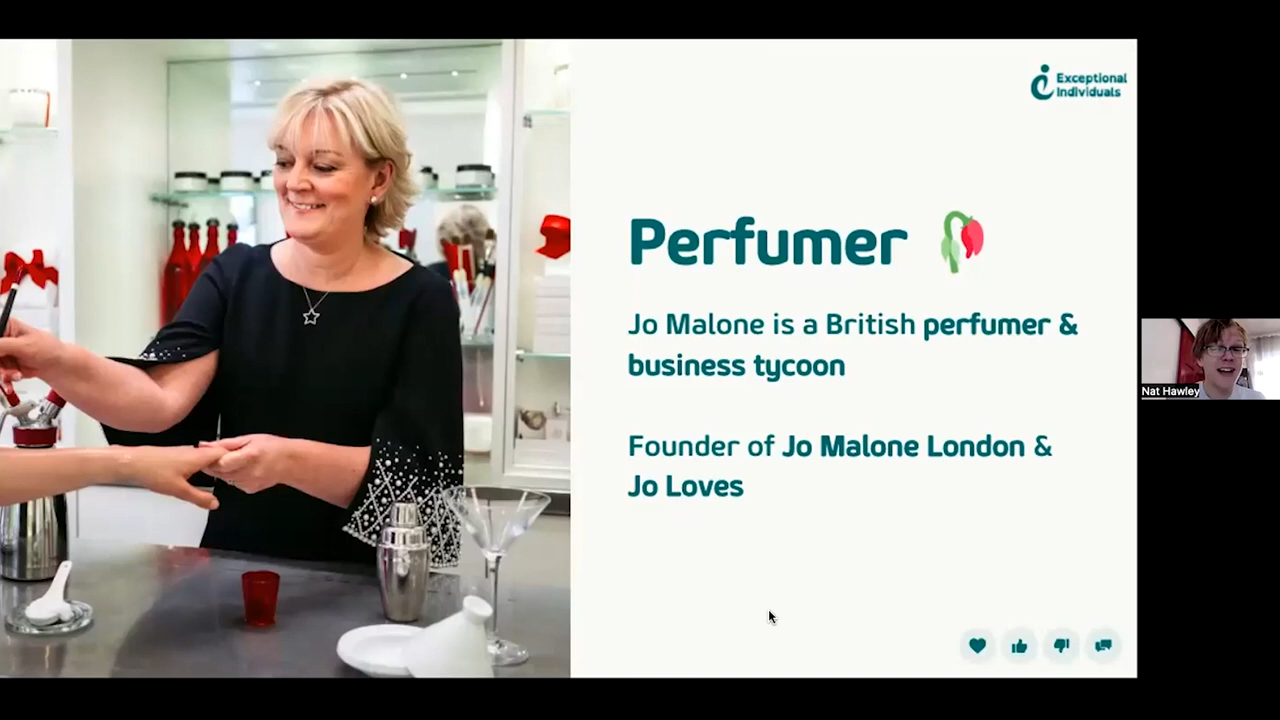 Exceptional
Individuals
Perfumer
Jo Malone is a British perfumer &
business tycoon
Founder of Jo Malone London &
Jo Loves
Nat Hawley